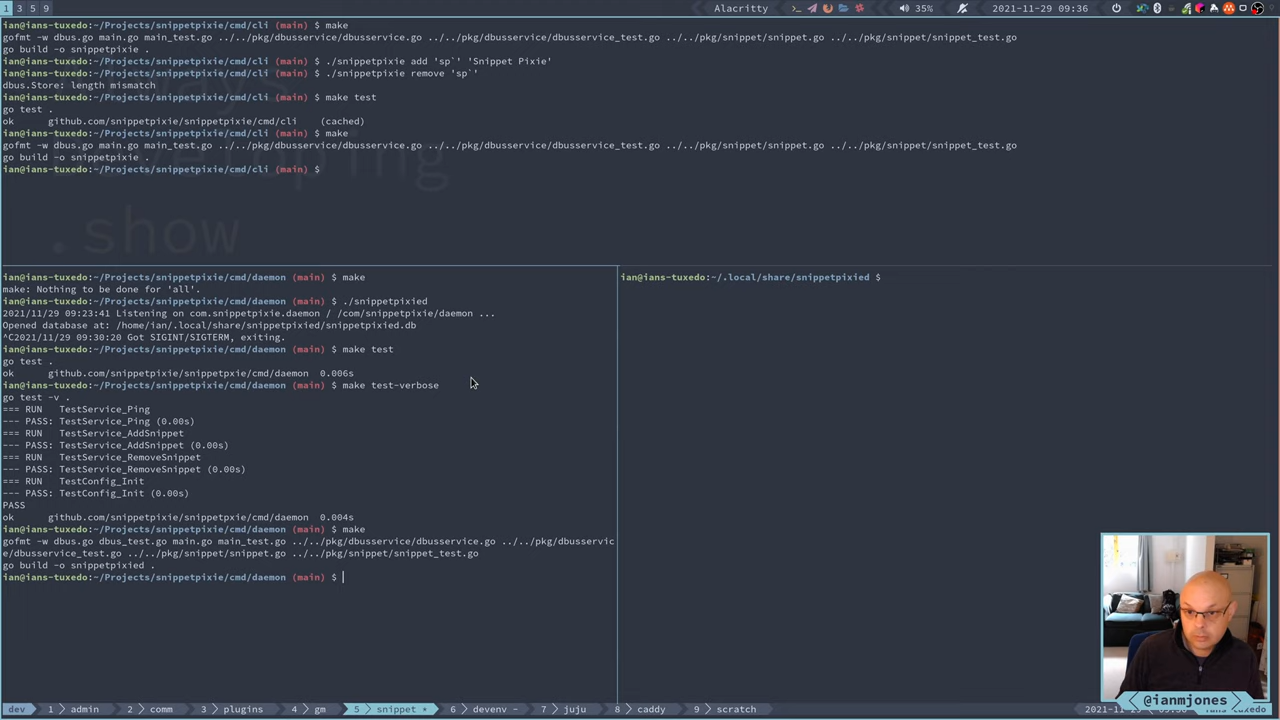 1 3 5 9
Alacritty
35%
2021-11-29 09:36
ian@ians-tuxedo:~/Projects/snippetpixie/cmd/cli (main) $ make
gofmt -w dbus.go main.go main_test.go ../../pkg/dbusservice/dbusservice.go ../../pkg/dbusservice/dbusservice_test.go ../../pkg/snippet/snippet.go ../../pkg/snippet/snippet_test.go
go build -o snippetpixie .
ian@ians-tuxedo:~/Projects/snippetpixie/cmd/cli (main) $ ./snippetpixie add 'sp`' 'Snippet Pixie'
ian@ians-tuxedo:~/Projects/snippetpixie/cmd/cli (main) $ ./snippetpixie remove 'sp`'
dbus.Store: length mismatch
ian@ians-tuxedo:~/Projects/snippetpixie/cmd/cli (main) $ make test
go test .
ok github.com/snippetpixie/snippetpixie/cmd/cli (cached)
ian@ians-tuxedo:~/Projects/snippetpixie/cmd/cli (main) $ make
gofmt -w dbus.go main.go main_test.go ../../pkg/dbusservice/dbusservice.go ../../pkg/dbusservice/dbusservice_test.go ../../pkg/snippet/snippet.go ../../pkg/snippet/snippet_test.go
go build -o snippetpixie .
ian@ians-tuxedo:~/Projects/snippetpixie/cmd/cli (main) $
.show
ian@ians-tuxedo:~/Projects/snippetpixie/cmd/daemon (main) $ make
make: Nothing to be done for 'all'.
ian@ians-tuxedo:~/Projects/snippetpixie/cmd/daemon (main) $ ./snippetpixied
2021/11/29 09:23:41 Listening on com.snippetpixie.daemon / /com/snippetpixie/daemon ...
Opened database at: /home/ian/.local/share/snippetpixied/snippetpixied.db
^C2021/11/29 09:30:20 Got SIGINT/SIGTERM, exiting.
ian@ians-tuxedo:~/Projects/snippetpixie/cmd/daemon (main) $ make test
go test .
ok github.com/snippetpixie/snippetpxie/cmd/daemon 0.006s
ian@ians-tuxedo:~/Projects/snippetpixie/cmd/daemon (main) $ make test-verbose
go test -v .
=== RUN TestService_Ping
--- PASS: TestService_Ping (0.00s)
=== RUN TestService_AddSnippet
--- PASS: TestService_AddSnippet (0.00s)
=== RUN TestService_RemoveSnippet
--- PASS: TestService_RemoveSnippet (0.00s)
=== RUN TestConfig_Init
--- PASS: TestConfig_Init (0.00s)
PASS
ok github.com/snippetpixie/snippetpxie/cmd/daemon 0.004s
ian@ians-tuxedo:~/Projects/snippetpixie/cmd/daemon (main) $ make
gofmt -w dbus.go dbus_test.go main.go main_test.go ../../pkg/dbusservice/dbusservice.go ../../pkg/dbusservic
e/dbusservice_test.go ../../pkg/snippet/snippet.go ../../pkg/snippet/snippet_test.go
go build -o snippetpixied .
ian@ians-tuxedo:~/Projects/snippetpixie/cmd/daemon (main) $
ian@ians-tuxedo:~/.local/share/snippetpixied $
@ianmjones
dev 1 admin 2 comm 3 plugins 4 gm 5 snippet * 6 devenv - 7 juju 8 caddy 9 scratch